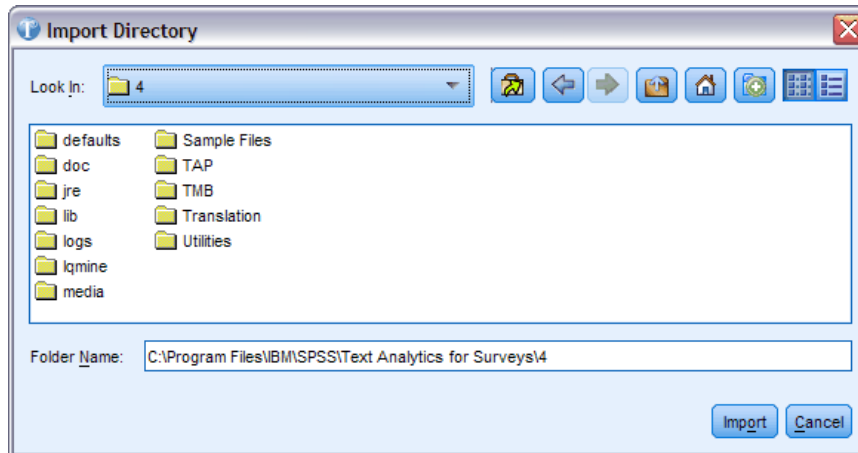 Import Directory
Look In: 4
defaults
doc
jre
lib
logs
lqmine
media
Sample Files
TAP
TMB
Translation
Utilities
Folder Name: C:\Program Files\IBM\SPSS\Text Analytics for Surveys\4
Import Cancel